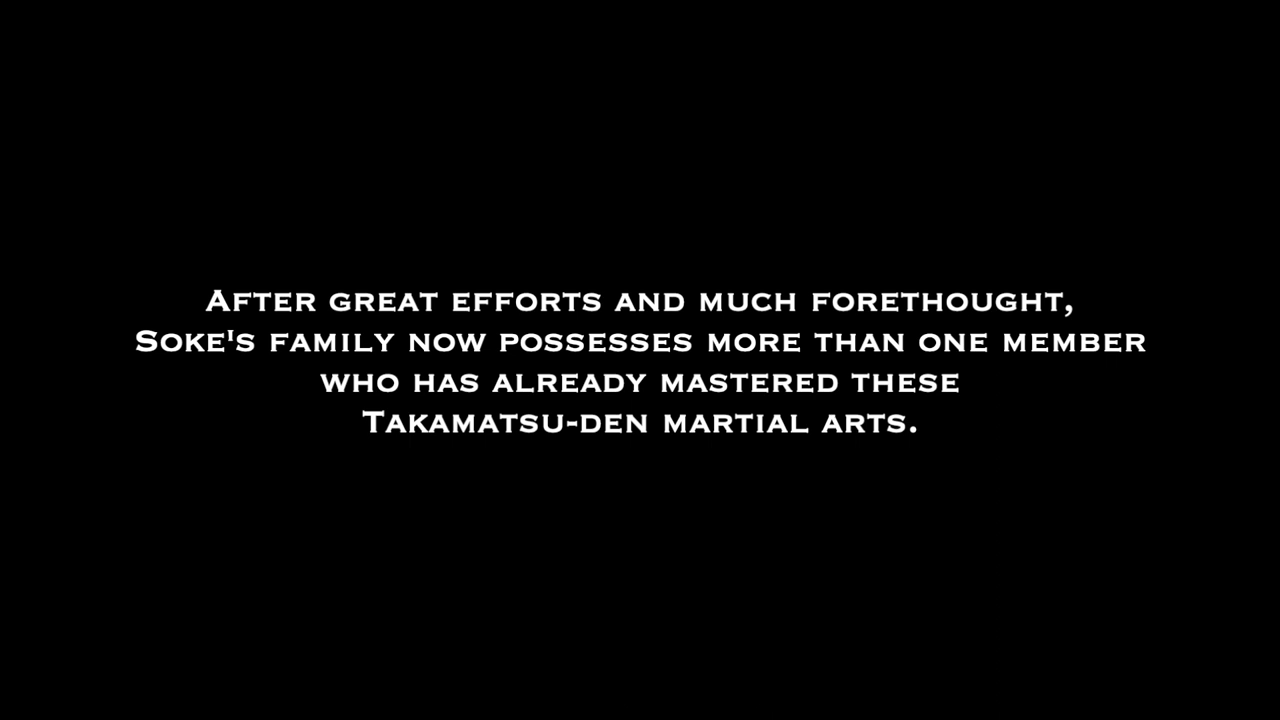 After great efforts and much forethought,
Soke's family now possesses more than one member
who has already mastered these
Takamatsu-den martial arts.